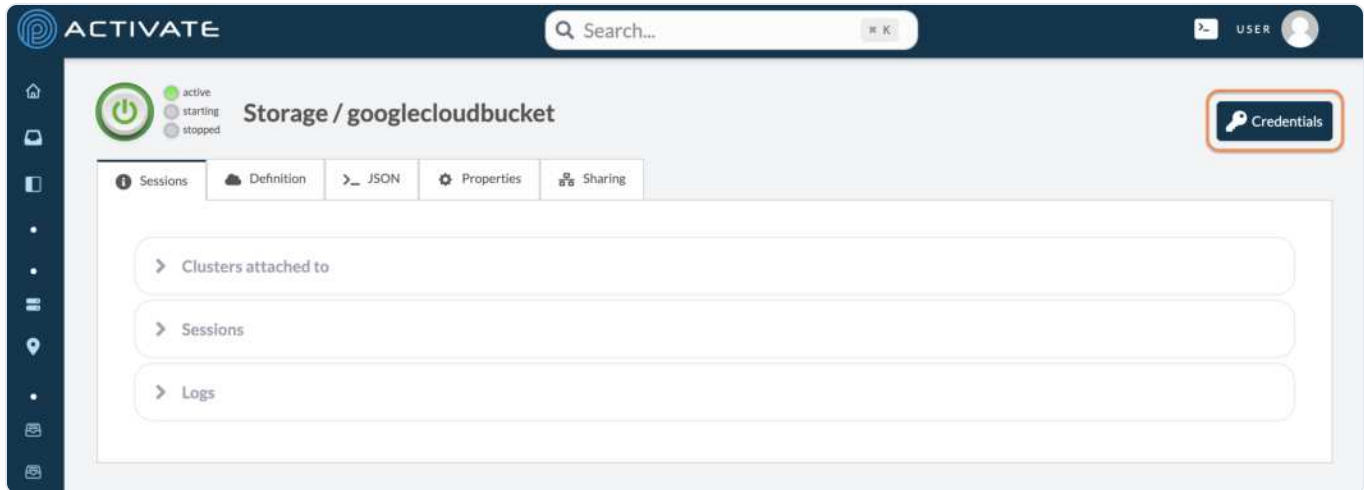 ACTIVATE
Search...
⌘ K
>_
USER
active
starting
stopped
Storage / googlecloudbucket
Credentials
Sessions
Definition
>_ JSON
Properties
Sharing
Clusters attached to
Sessions
Logs